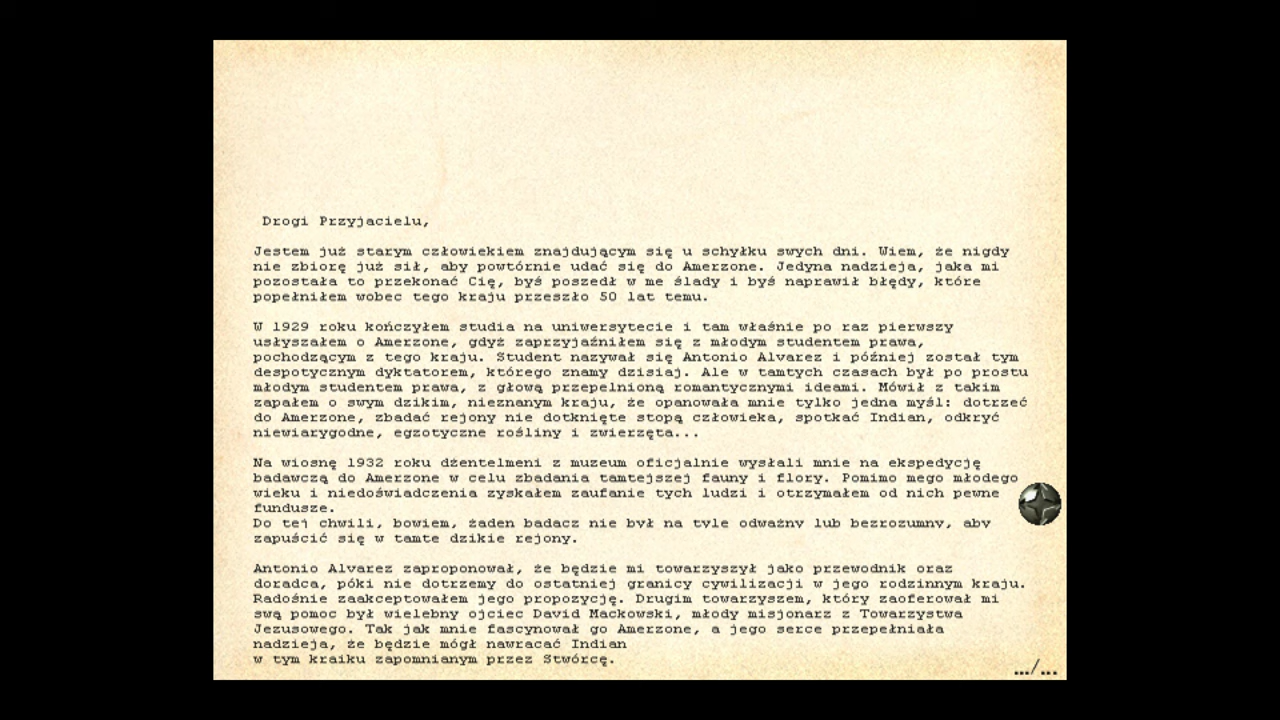 Drogi Przyjacielu,
Jestem już starym człowiekiem znajdującym się u schyłku swych dni. Wiem, że nigdy
nie zbiorę już sił, aby powtórnie udać się do Amerzone. Jedyna nadzieja, jaka mi
pozostała to przekonać Cię, byś poszedł w me ślady i byś naprawił błędy, które
popełniłem wobec tego kraju przeszło 50 lat temu.
W 1929 roku kończyłem studia na uniwersytecie i tam właśnie po raz pierwszy
usłyszałem o Amerzone, gdyż zaprzyjaźniłem się z młodym studentem prawa,
pochodzącym z tego kraju. Student nazywał się Antonio Alvarez i później został tym
despotycznym dyktatorem, którego znamy dzisiaj. Ale w tamtych czasach był po prostu
młodym studentem prawa, z głową przepelnioną romantycznymi ideami. Mówił z takim
zapałem o swym dzikim, nieznanym kraju, że opanowała mnie tylko jedna myśl: dotrzeć
do Amerzone, zbadać rejony nie dotknięte stopą człowieka, spotkać Indian, odkryć
niewiarygodne, egzotyczne rośliny i zwierzęta...
Na wiosnę 1932 roku dżentelmeni z muzeum oficjalnie wysłali mnie na ekspedycję
badawczą do Amerzone w celu zbadania tamtejszej fauny i flory. Pomimo mego młodego
wieku i niedoświadczenia zyskałem zaufanie tych ludzi i otrzymałem od nich pewne
fundusze.
Do tej chwili, bowiem, żaden badacz nie był na tyle odważny lub bezrozumny, aby
zapuścić się w tamte dzikie rejony.
Antonio Alvarez zaproponował, że będzie mi towarzyszył jako przewodnik oraz
doradca, póki nie dotrzemy do ostatniej granicy cywilizacji w jego rodzinnym kraju.
Radośnie zaakceptowałem jego propozycję. Drugim towarzyszem, który zaoferował mi
swą pomoc był wielebny ojciec David Mackowski, młody misjonarz z Towarzystwa
Jezusowego. Tak jak mnie fascynował go Amerzone, a jego serce przepełniała
nadzieja, że będzie mógł nawracać Indian
w tym kraiku zapomnianym przez Stwórcę.
.../...